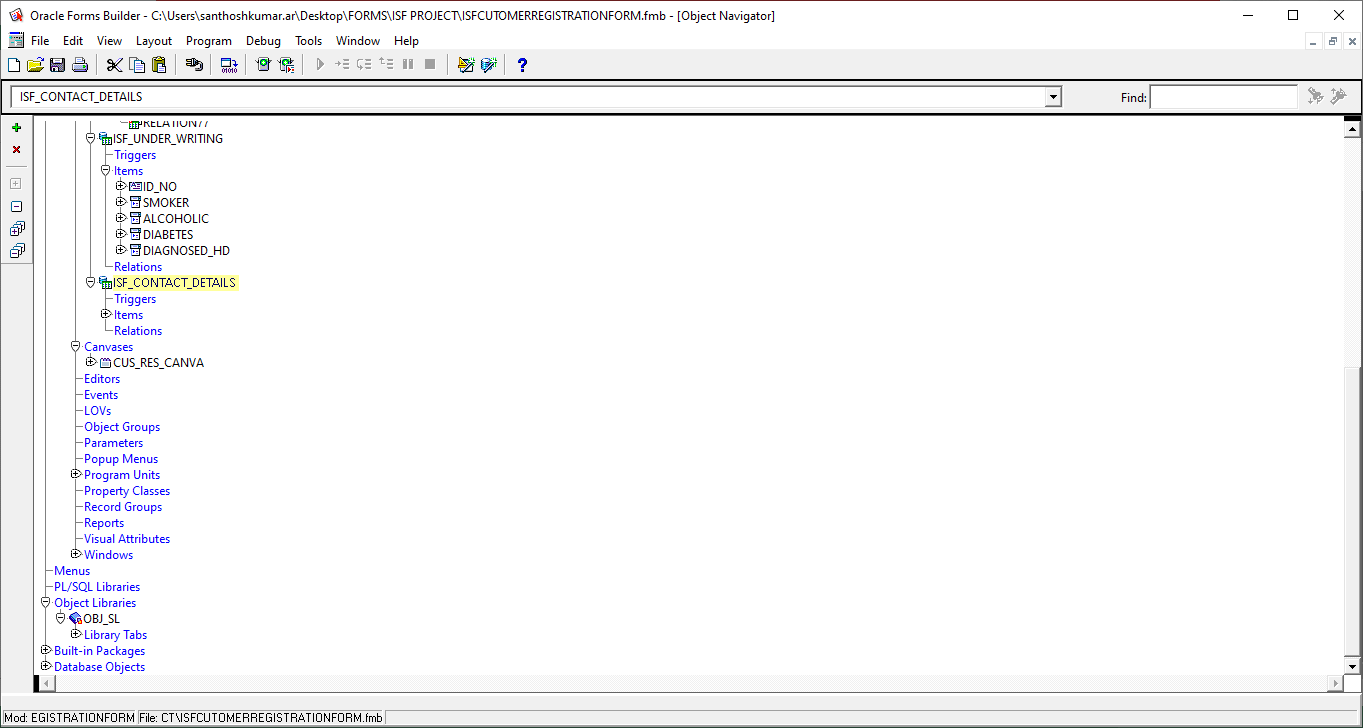 Oracle Forms Builder - C:\Users\santhoshkumar.ar\Desktop\FORMS\ISF PROJECT\ISFCUTOMERREGISTRATIONFORM.fmb - [Object Navigator]
File Edit View Layout Program Debug Tools Window Help
ISF_CONTACT_DETAILS Find:
RELATION77
ISF_UNDER_WRITING
Triggers
Items
ID_NO
SMOKER
ALCOHOLIC
DIABETES
DIAGNOSED_HD
Relations
ISF_CONTACT_DETAILS
Triggers
Items
Relations
Canvases
CUS_RES_CANVA
Editors
Events
LOVs
Object Groups
Parameters
Popup Menus
Program Units
Property Classes
Record Groups
Reports
Visual Attributes
Windows
Menus
PL/SQL Libraries
Object Libraries
OBJ_SL
Library Tabs
Built-in Packages
Database Objects
Mod: EGISTRATIONFORM File: CT\ISFCUTOMERREGISTRATIONFORM.fmb